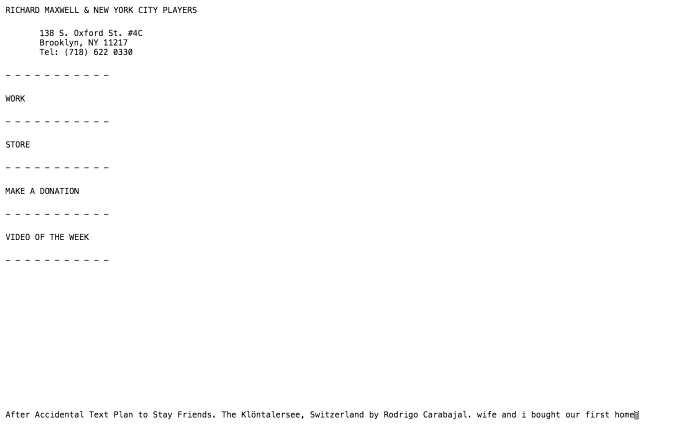 RICHARD MAXWELL & NEW YORK CITY PLAYERS
138 S. Oxford St. #4C
Brooklyn, NY 11217
Tel: (718) 622 0330
_ _ _ _ _ _ _ _ _ _ _
WORK
_ _ _ _ _ _ _ _ _ _ _
STORE
_ _ _ _ _ _ _ _ _ _ _
MAKE A DONATION
_ _ _ _ _ _ _ _ _ _ _
VIDEO OF THE WEEK
_ _ _ _ _ _ _ _ _ _ _
After Accidental Text Plan to Stay Friends. The Klöntalersee, Switzerland by Rodrigo Carabajal. wife and i bought our first home▒